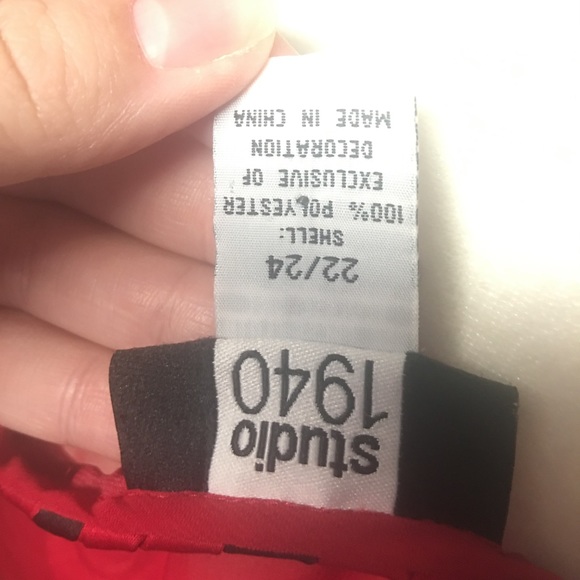 studio
1940
22/24
SHELL:
100% POLYESTER
EXCLUSIVE OF
DECORATION
MADE IN CHINA